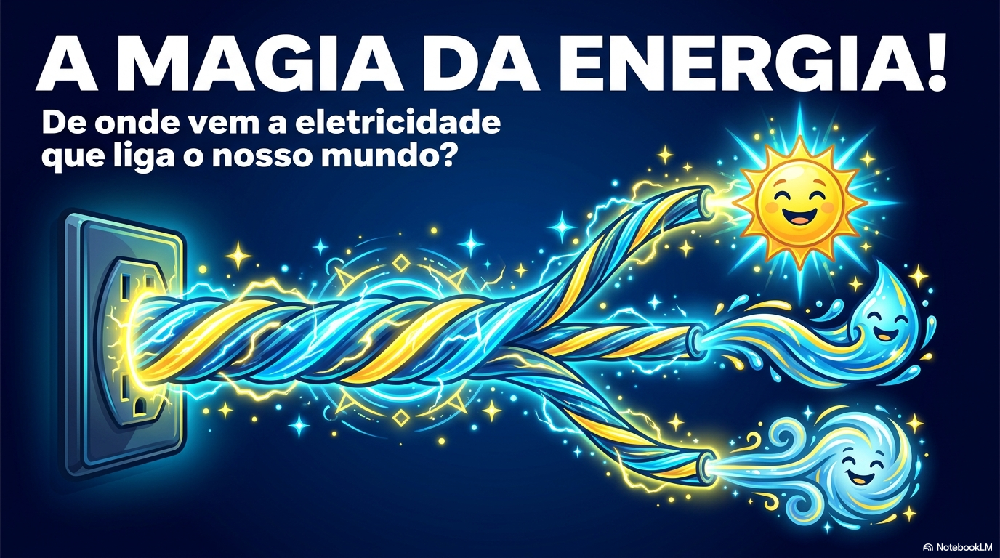 A MAGIA DA ENERGIA!
De onde vem a eletricidade
que liga o nosso mundo?
NotebookLM